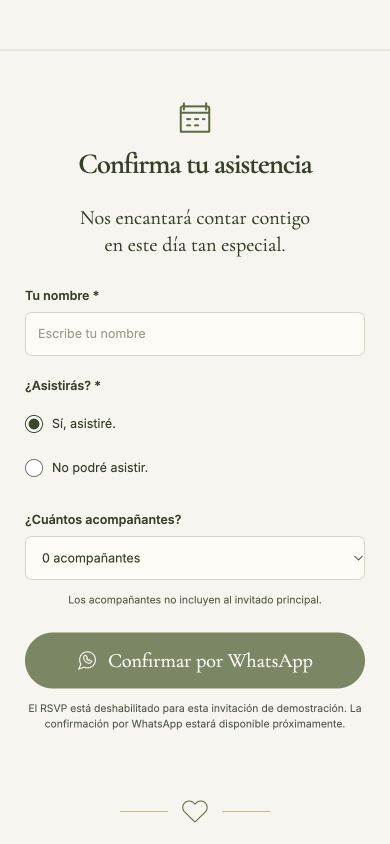 Confirma tu asistencia
Nos encantará contar contigo
en este día tan especial.
Tu nombre *
Escribe tu nombre
¿Asistirás? *
Sí, asistiré.
No podré asistir.
¿Cuántos acompañantes?
0 acompañantes
Los acompañantes no incluyen al invitado principal.
Confirmar por WhatsApp
El RSVP está deshabilitado para esta invitación de demostración. La
confirmación por WhatsApp estará disponible próximamente.